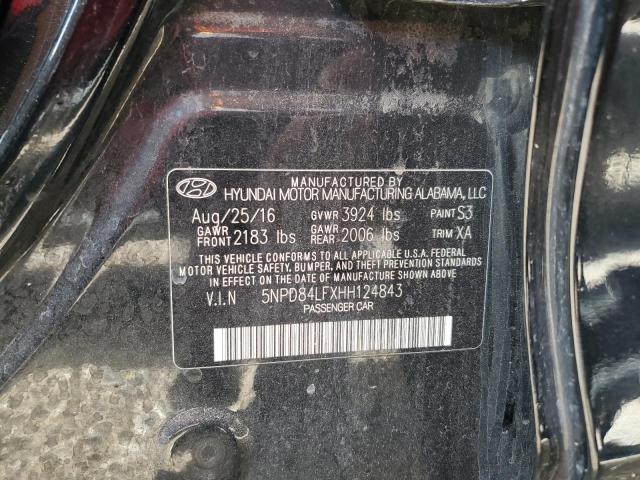 MANUFACTURED BY
HYUNDAI MOTOR MANUFACTURING ALABAMA, LLC
Aug/25/16 GVWR 3924 lbs PAINT S3
GAWR FRONT 2183 lbs GAWR REAR 2006 lbs TRIM XA
THIS VEHICLE CONFORMS TO ALL APPLICABLE U.S.A. FEDERAL
MOTOR VEHICLE SAFETY, BUMPER, AND THEFT PREVENTION STANDARDS
IN EFFECT ON THE DATE OF MANUFACTURE SHOWN ABOVE.
V.I.N 5NPD84LFXHH124843
PASSENGER CAR